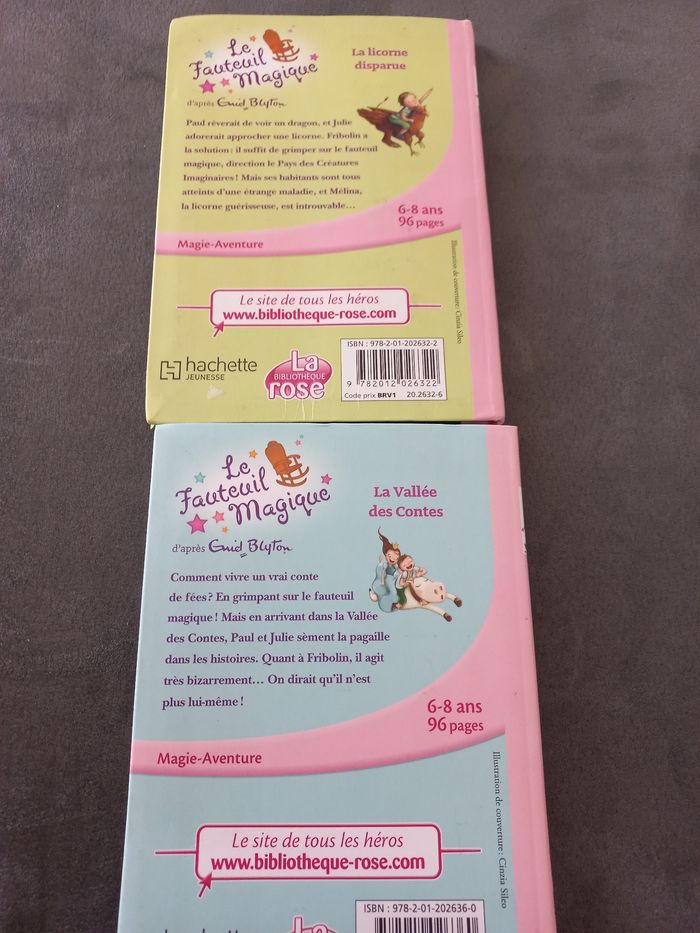 Le
Fauteuil
Magique
La licorne
disparue
d'après Enid Blyton
Paul rêverait de voir un dragon, et Julie
adorerait approcher une licorne. Fribolin a
la solution : il suffit de grimper sur le fauteuil
magique, direction le Pays des Créatures
Imaginaires ! Mais ses habitants sont tous
atteints d'une étrange maladie, et Mélina,
la licorne guérisseuse, est introuvable...
6-8 ans
96 pages
Magie-Aventure
Illustration de couverture : Cinzia Sileo
Le site de tous les héros
www.bibliotheque-rose.com
ISBN : 978-2-01-202632-2
hachette
JEUNESSE
La
BIBLIOTHÈQUE
rose
9 782012 026322
Code prix BRV1 20.2632-6
Le
Fauteuil
Magique
La Vallée
des Contes
d'après Enid Blyton
Comment vivre un vrai conte
de fées ? En grimpant sur le fauteuil
magique ! Mais en arrivant dans la Vallée
des Contes, Paul et Julie sèment la pagaille
dans les histoires. Quant à Fribolin, il agit
très bizarrement... On dirait qu'il n'est
plus lui-même !
6-8 ans
96 pages
Magie-Aventure
Illustration de couverture : Cinzia Sileo
Le site de tous les héros
www.bibliotheque-rose.com
ISBN : 978-2-01-202636-0
hachette
La